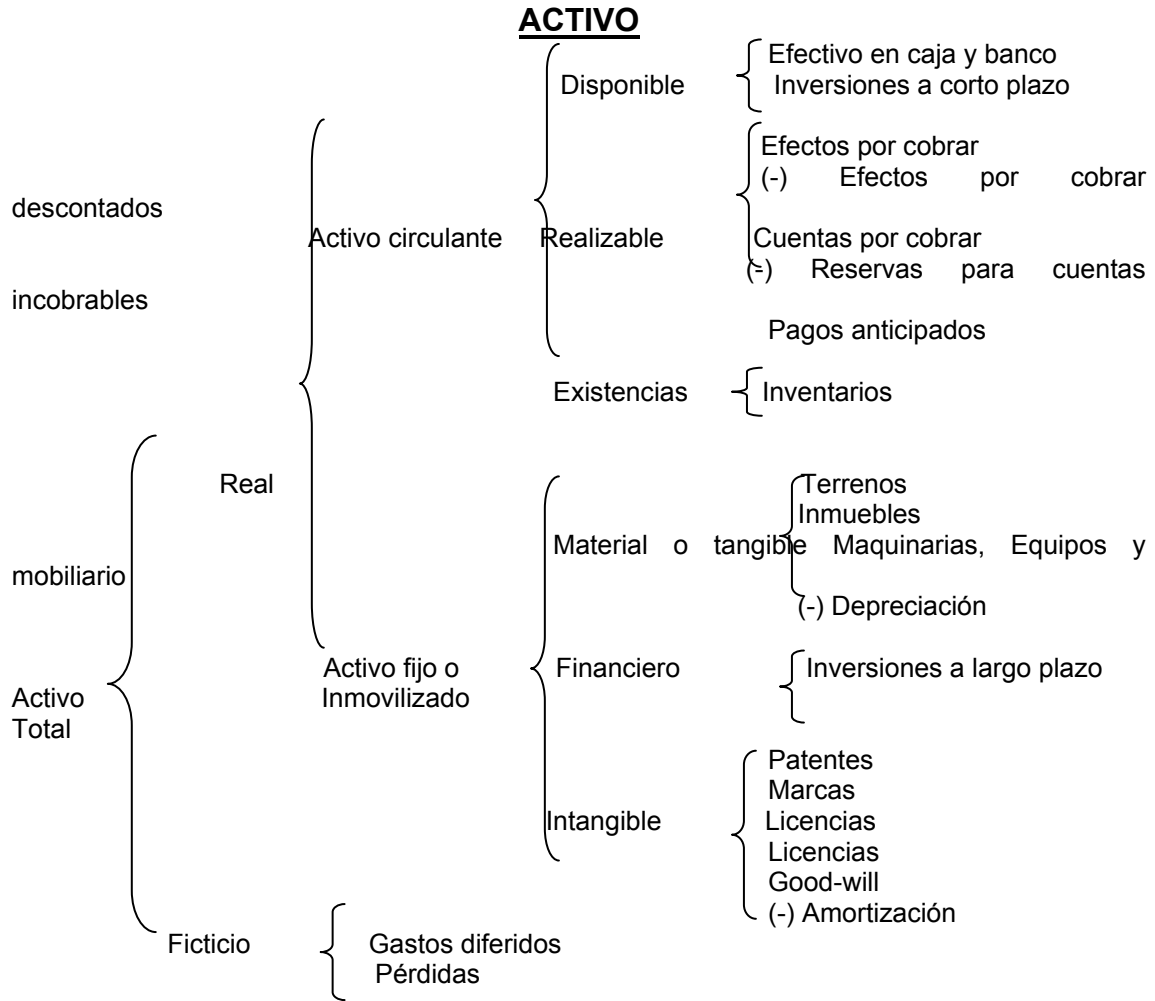 ACTIVO
Efectivo en caja y banco
Disponible
Inversiones a corto plazo
Efectos por cobrar
(-) Efectos por cobrar
descontados
Activo circulante Realizable Cuentas por cobrar
(-) Reservas para cuentas
incobrables
Pagos anticipados
Existencias Inventarios
Real Terrenos
Inmuebles
Material o tangible Maquinarias, Equipos y
mobiliario
(-) Depreciación
Activo fijo o Financiero Inversiones a largo plazo
Inmovilizado
Activo
Total
Patentes
Marcas
Intangible Licencias
Licencias
Good-will
(-) Amortización
Ficticio Gastos diferidos
Pérdidas